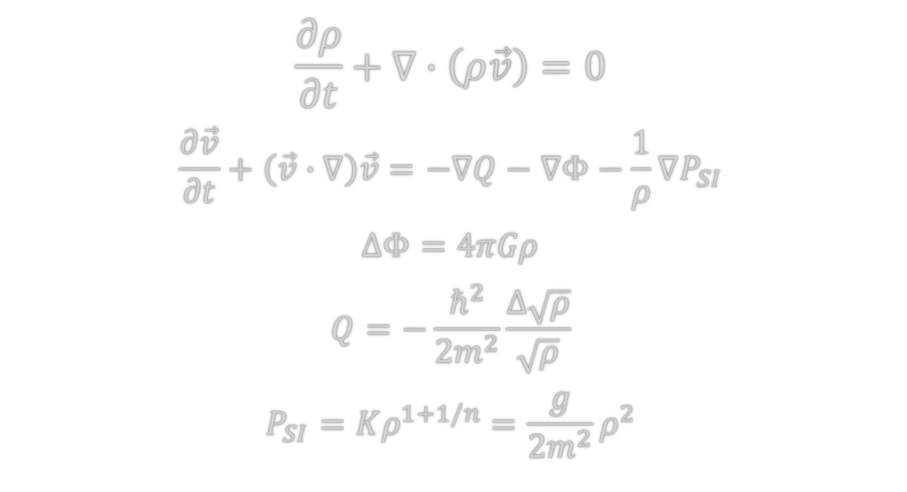 ∂ρ/∂t + ∇ · (ρv⃗) = 0
∂v⃗/∂t + (v⃗ · ∇)v⃗ = −∇Q − ∇Φ − 1/ρ ∇P_SI
ΔΦ = 4πGρ
Q = − ħ²/2m² Δ√ρ/√ρ
P_SI = Kρ^(1+1/n) = g/2m² ρ²